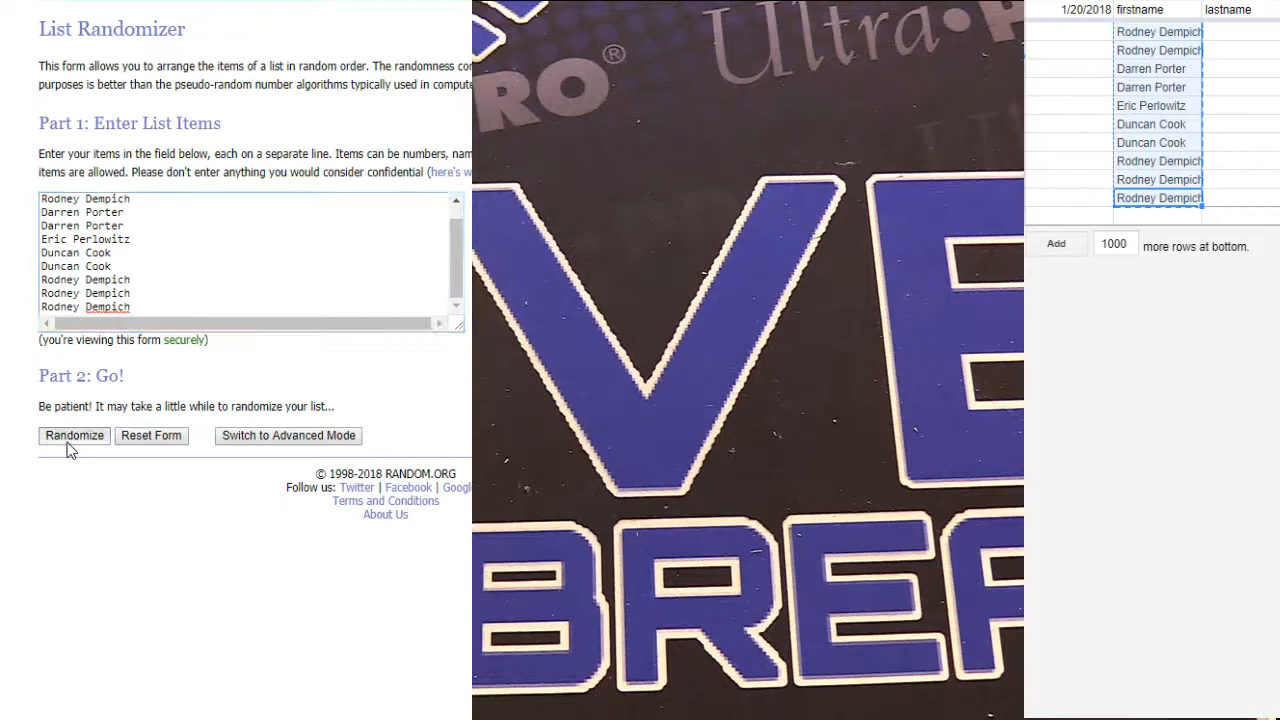 List Randomizer
This form allows you to arrange the items of a list in random order. The randomness co
purposes is better than the pseudo-random number algorithms typically used in compute
Part 1: Enter List Items
Enter your items in the field below, each on a separate line. Items can be numbers, nam
items are allowed. Please don't enter anything you would consider confidential (here's w
Rodney Dempich
Darren Porter
Darren Porter
Eric Perlowitz
Duncan Cook
Duncan Cook
Rodney Dempich
Rodney Dempich
Rodney Dempich
(you're viewing this form securely)
Part 2: Go!
Be patient! It may take a little while to randomize your list...
Randomize Reset Form Switch to Advanced Mode
© 1998-2018 RANDOM.ORG
Follow us: Twitter | Facebook | Googl
Terms and Conditions
About Us
RO® Ultra•P
VE
BREA
1/20/2018 firstname lastname
Rodney Dempich
Rodney Dempich
Darren Porter
Darren Porter
Eric Perlowitz
Duncan Cook
Duncan Cook
Rodney Dempich
Rodney Dempich
Rodney Dempich
Add 1000 more rows at bottom.